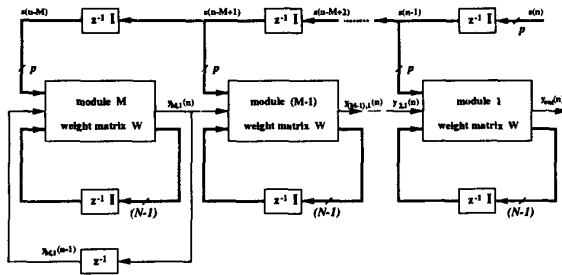 s(n-M) z⁻¹ I s(n-M+1) z⁻¹ I s(n-M+2) ........ s(n-1) z⁻¹ I s(n)
p
p p p
module M y_{M,1}(n) module (M-1) y_{(M-1),1}(n) y_{2,1}(n) module 1 y_{out}(n)
weight matrix W weight matrix W weight matrix W
z⁻¹ I z⁻¹ I z⁻¹ I
(N-1) (N-1) (N-1)
y_{M,1}(n-1) z⁻¹